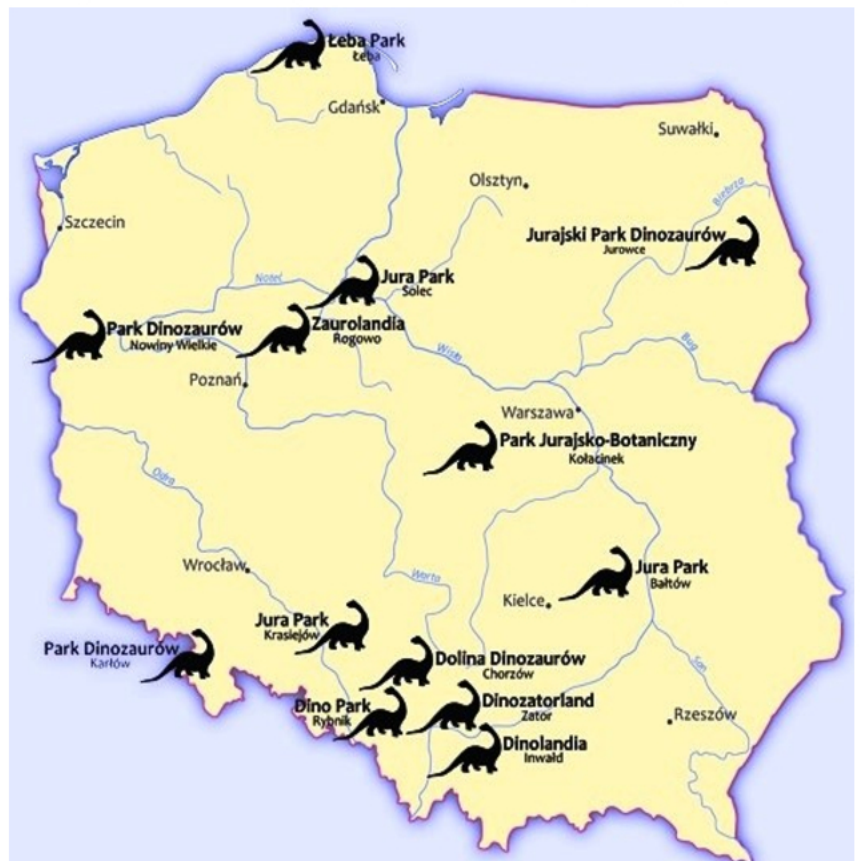 Łeba Park
Łeba
Gdańsk
Suwałki
Olsztyn
Biebrza
Szczecin
Jurajski Park Dinozaurów
Jurowce
Noteć
Jura Park
Solec
Park Dinozaurów
Nowiny Wielkie
Zaurolandia
Rogowo
Wisła
Bug
Poznań
Warszawa
Park Jurajsko-Botaniczny
Kołacinek
Odra
Wrocław
Warta
Kielce
Jura Park
Bałtów
Jura Park
Krasiejów
Park Dinozaurów
Karłów
Dolina Dinozaurów
Chorzów
San
Dino Park
Rybnik
Dinozatorland
Zator
Rzeszów
Dinolandia
Inwałd